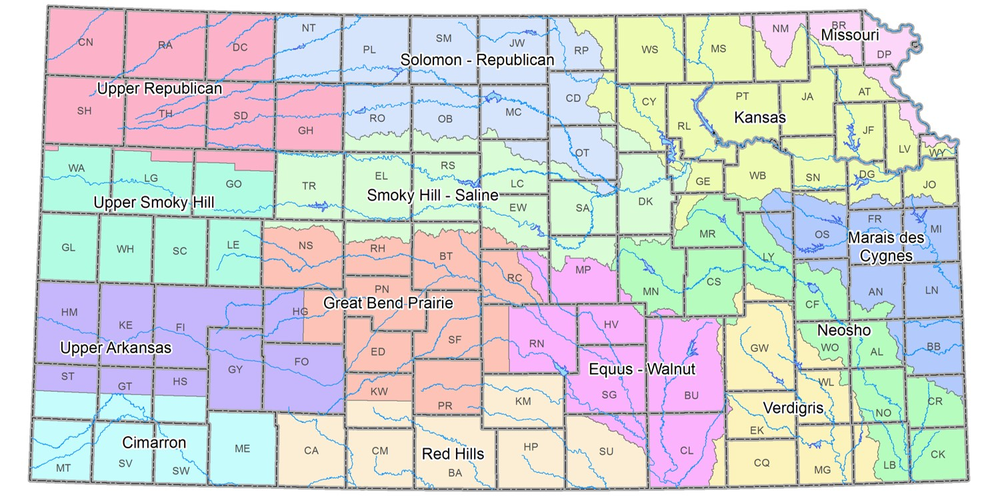 NT
SM
JW
NM
BR
Missouri
CN
RA
DC
PL
RP
WS
MS
DP
Solomon - Republican
Upper Republican
AT
SH
TH
SD
GH
RO
OB
MC
CD
CY
RL
PT
JA
Kansas
JF
LV
WY
WA
LG
GO
TR
EL
RS
LC
OT
GE
WB
SN
DG
JO
Upper Smoky Hill
Smoky Hill - Saline
EW
SA
DK
GL
WH
SC
LE
NS
RH
BT
RC
MP
MR
LY
OS
FR
MI
Marais des
Cygnes
MN
CS
AN
LN
HM
KE
FI
HG
PN
Great Bend Prairie
CF
Neosho
Upper Arkansas
GY
FO
ED
SF
RN
HV
GW
WO
AL
BB
Equus - Walnut
ST
GT
HS
KW
PR
KM
SG
BU
WL
Verdigris
NO
CR
EK
Cimarron
MT
SV
SW
ME
CA
CM
Red Hills
BA
HP
SU
CL
CQ
MG
LB
CK